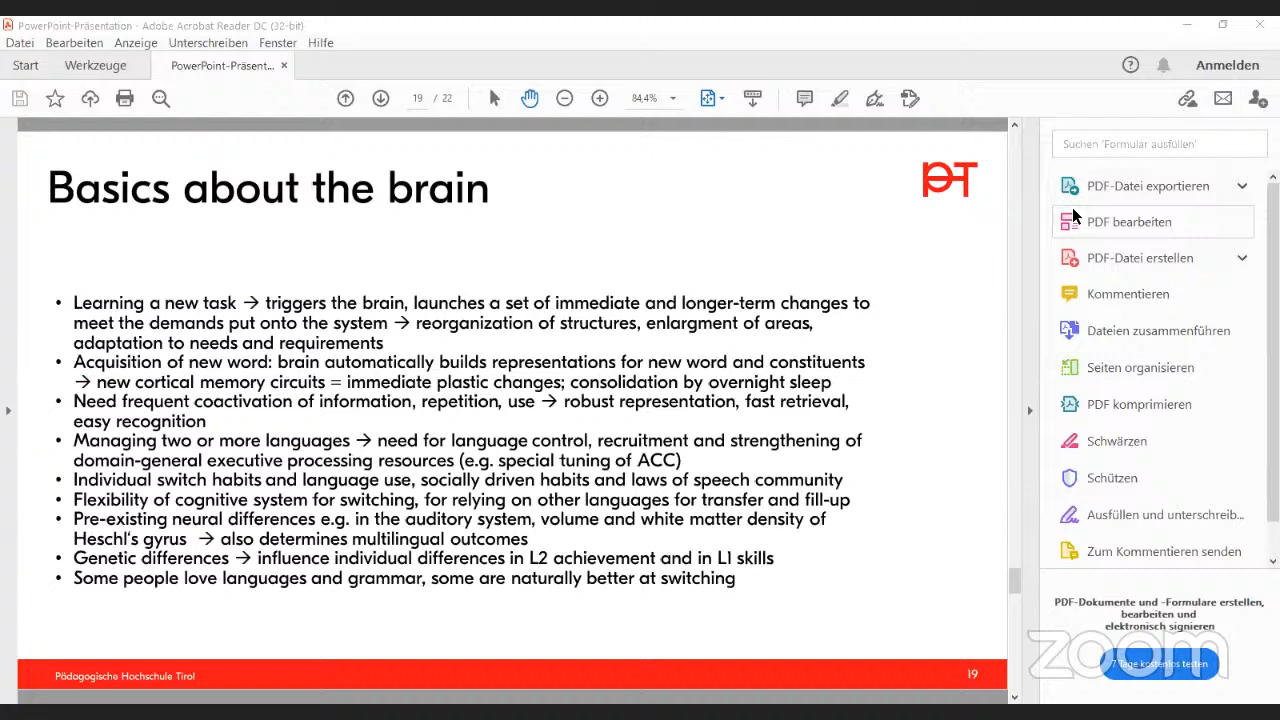 PowerPoint-Präsentation - Adobe Acrobat Reader DC (32-bit)
Datei Bearbeiten Anzeige Unterschreiben Fenster Hilfe
Start Werkzeuge PowerPoint-Präsent... × Anmelden
19 / 22 84,4%
Basics about the brain
PHT
• Learning a new task → triggers the brain, launches a set of immediate and longer-term changes to
meet the demands put onto the system → reorganization of structures, enlargment of areas,
adaptation to needs and requirements
• Acquisition of new word: brain automatically builds representations for new word and constituents
→ new cortical memory circuits = immediate plastic changes; consolidation by overnight sleep
• Need frequent coactivation of information, repetition, use → robust representation, fast retrieval,
easy recognition
• Managing two or more languages → need for language control, recruitment and strengthening of
domain-general executive processing resources (e.g. special tuning of ACC)
• Individual switch habits and language use, socially driven habits and laws of speech community
• Flexibility of cognitive system for switching, for relying on other languages for transfer and fill-up
• Pre-existing neural differences e.g. in the auditory system, volume and white matter density of
Heschl's gyrus → also determines multilingual outcomes
• Genetic differences → influence individual differences in L2 achievement and in L1 skills
• Some people love languages and grammar, some are naturally better at switching
Pädagogische Hochschule Tirol 19
Suchen 'Formular ausfüllen'
PDF-Datei exportieren
PDF bearbeiten
PDF-Datei erstellen
Kommentieren
Dateien zusammenführen
Seiten organisieren
PDF komprimieren
Schwärzen
Schützen
Ausfüllen und unterschreib...
Zum Kommentieren senden
PDF-Dokumente und -Formulare erstellen,
bearbeiten und
elektronisch signieren
7 Tage kostenlos testen
zoom